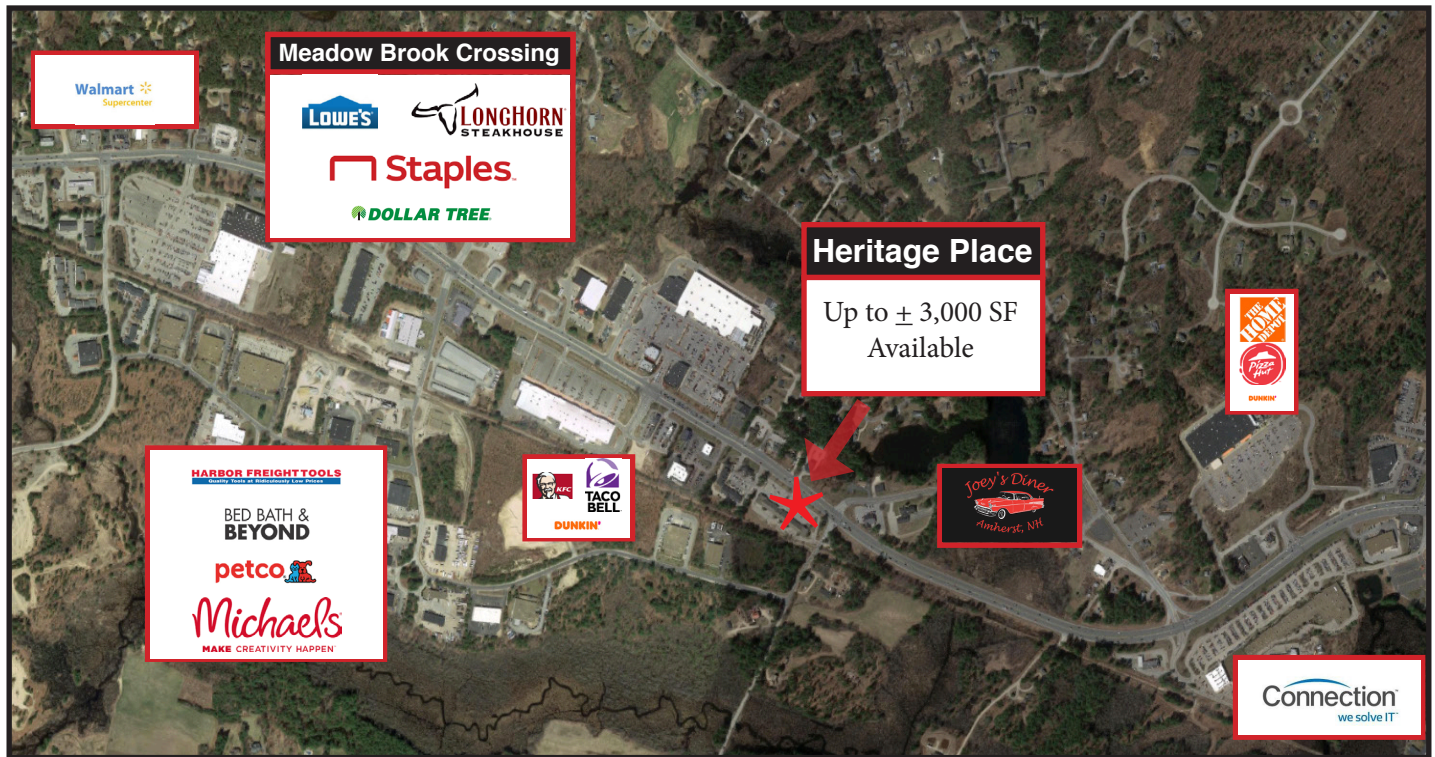 Walmart
Supercenter
Meadow Brook Crossing
LOWE'S
LONGHORN
STEAKHOUSE
Staples
DOLLAR TREE
Heritage Place
Up to ± 3,000 SF
Available
THE
HOME
DEPOT
Pizza
Hut
DUNKIN'
HARBOR FREIGHT TOOLS
Quality Tools at Ridiculously Low Prices
BED BATH &
BEYOND
petco
Michaels
MAKE CREATIVITY HAPPEN
KFC
TACO
BELL
DUNKIN'
Joey's Diner
Amherst, NH
Connection
we solve IT